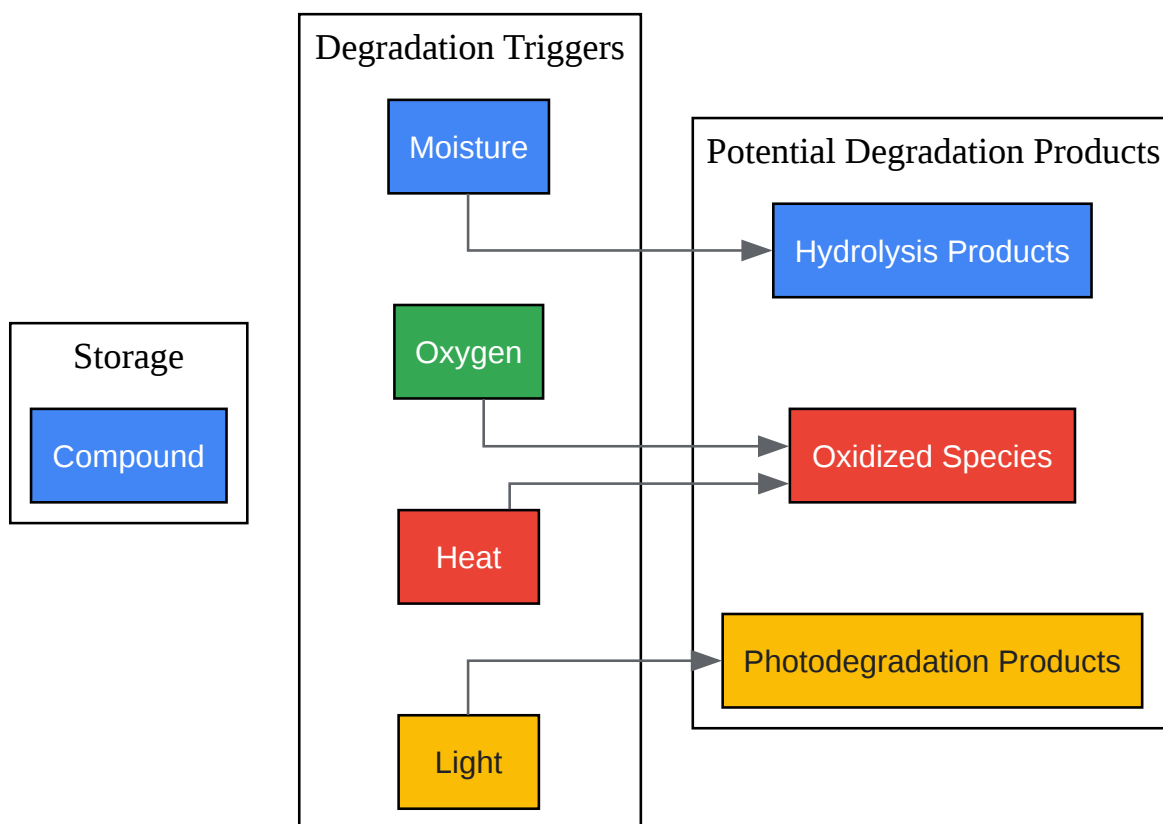 Storage
Compound
Degradation Triggers
Moisture
Oxygen
Heat
Light
Potential Degradation Products
Hydrolysis Products
Oxidized Species
Photodegradation Products